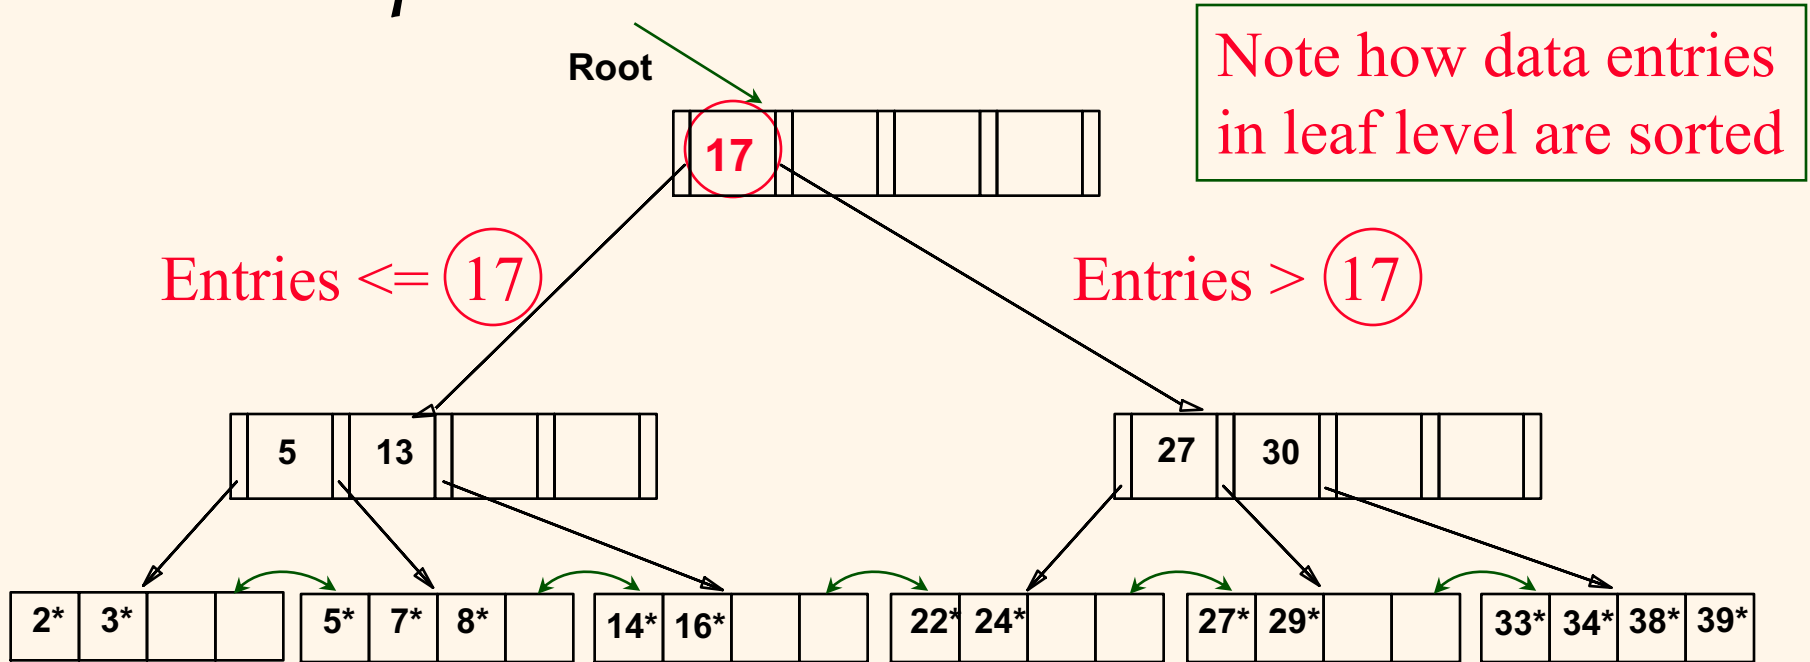 Root
Note how data entries
in leaf level are sorted
17
Entries <= 17
Entries > 17
5 13
27 30
2* 3*
5* 7* 8*
14* 16*
22* 24*
27* 29*
33* 34* 38* 39*